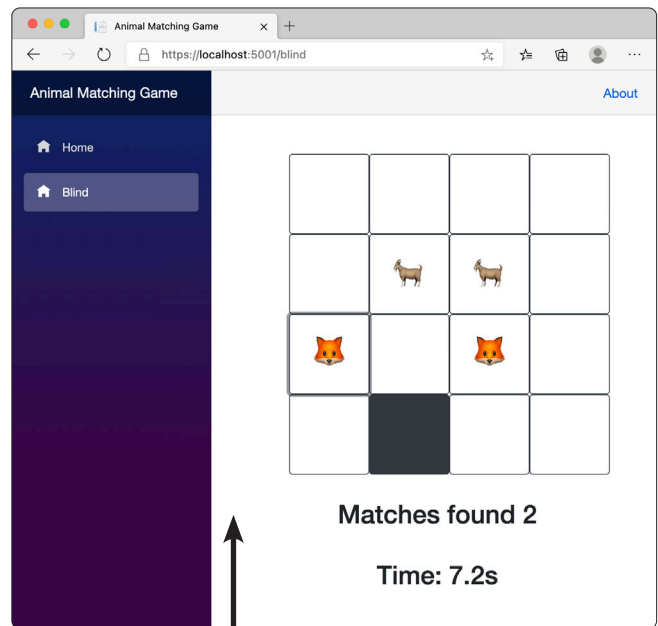 Animal Matching Game
https://localhost:5001/blind
Animal Matching Game
About
Home
Blind
Matches found 2
Time: 7.2s